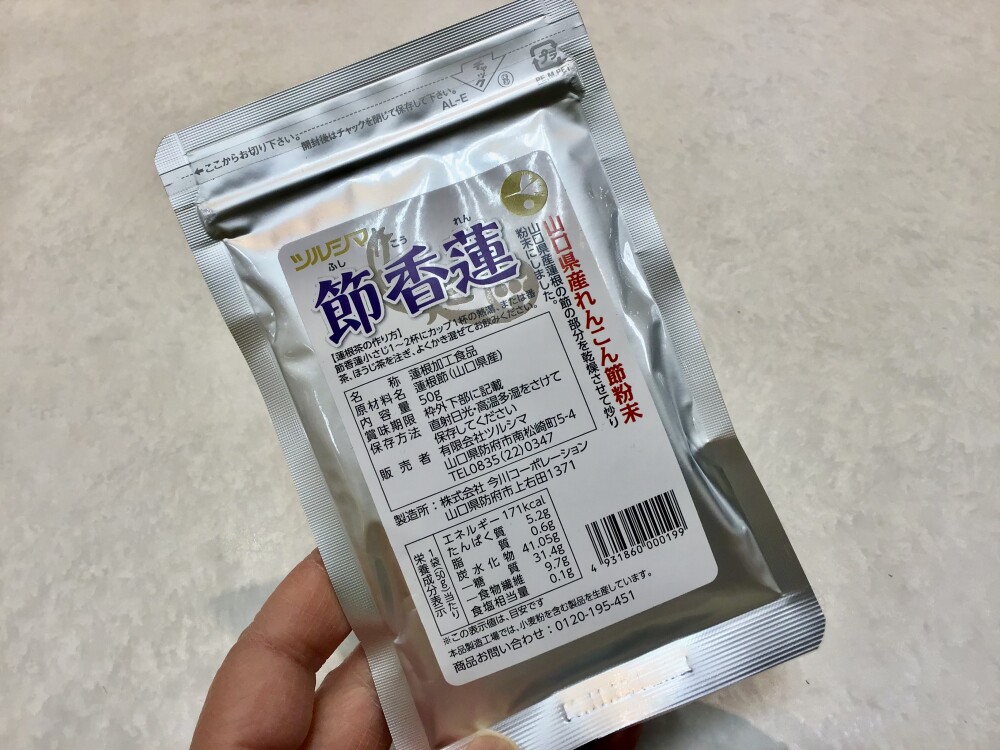 チャック
プラ
PE,M,PET
AL-E
開封後はチャックを閉じて保存して下さい。
ここからお切り下さい。
ツルシマ
ふし こう れん
節香蓮
山口県産れんこん節粉末
山口県産蓮根の節の部分を乾燥させて炒り
粉末にしました。
【蓮根茶の作り方】
節香蓮小さじ1〜2杯にカップ1杯の熱湯、または番
茶、ほうじ茶を注ぎ、よくかき混ぜてお飲みください。
名称 蓮根加工食品
原材料名 蓮根節(山口県産)
内容量 50g
賞味期限 枠外下部に記載
保存方法 直射日光・高温多湿をさけて
保存してください
販売者 有限会社ツルシマ
山口県防府市南松崎町5-4
TEL0835(22)0347
製造所:株式会社 今川コーポレーション
山口県防府市上右田1371
栄養成分表示
1袋(50g)当たり
エネルギー 171kcal
たんぱく質 5.2g
脂質 0.6g
炭水化物 41.05g
―糖質 31.4g
―食物繊維 9.7g
食塩相当量 0.1g
4 931860 000199
※この表示値は、目安です
本品製造工場では、小麦粉を含む製品を生産しています。
商品お問い合わせ:0120-195-451